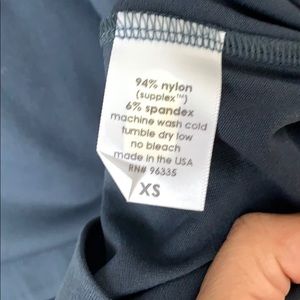 94% nylon
(supplex™)
6% spandex
machine wash cold
tumble dry low
no bleach
made in the USA
RN# 96335
XS